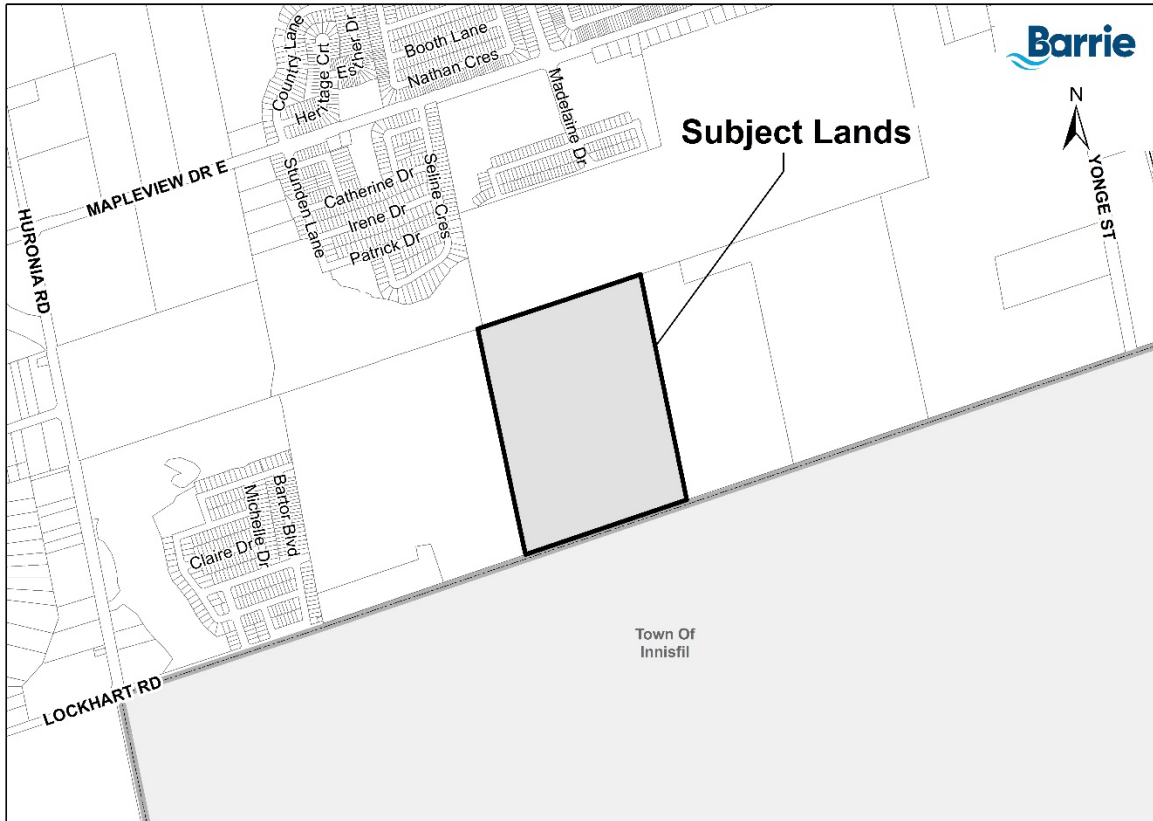 Barrie
N
Subject Lands
Country Lane
Heritage Crt
Booth Lane
Nathan Cres
Madelaine Dr
MAPLEVIEW DR E
Stunden Lane
Catherine Dr
Irene Dr
Patrick Dr
Seline Cres
HURONIA RD
YONGE ST
Bartor Blvd
Michelle Dr
Claire Dr
Town Of
Innisfil
LOCKHART RD